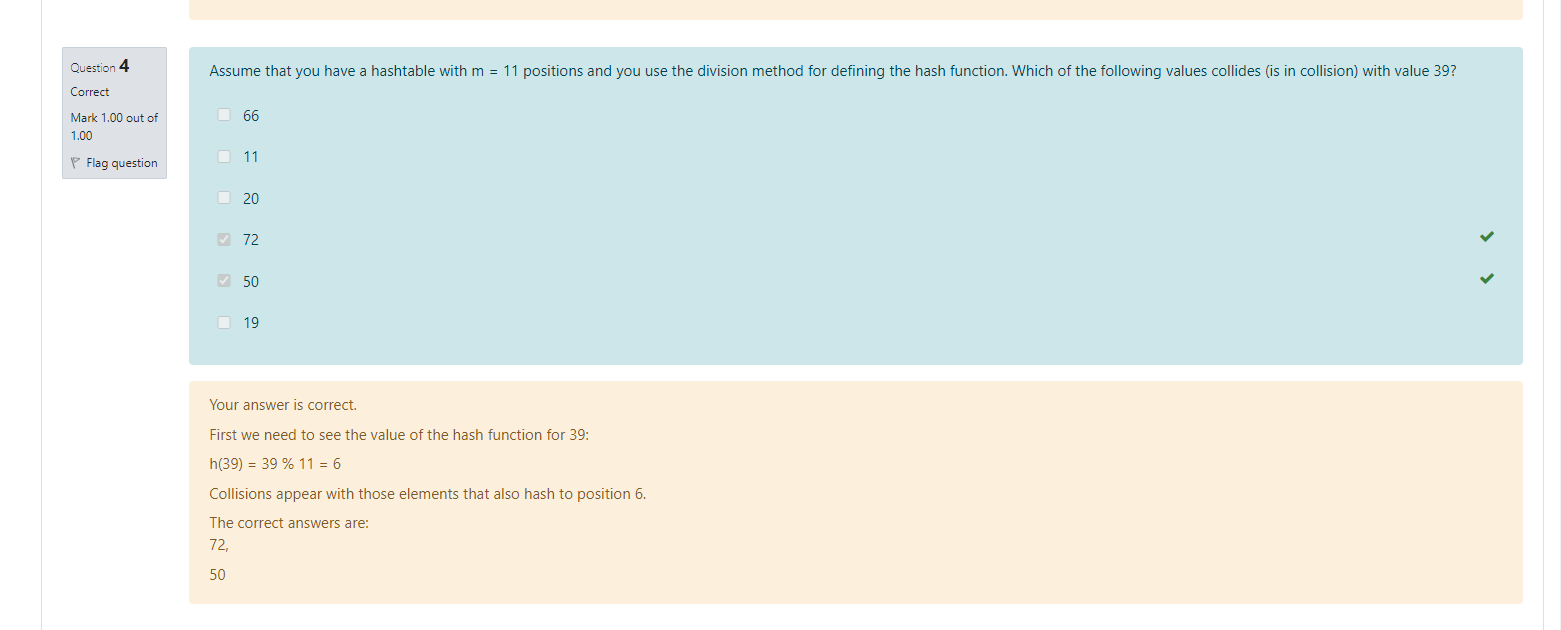 Question 4
Correct
Mark 1.00 out of
1.00
Flag question
Assume that you have a hashtable with m = 11 positions and you use the division method for defining the hash function. Which of the following values collides (is in collision) with value 39?
66
11
20
72
50
19
Your answer is correct.
First we need to see the value of the hash function for 39:
h(39) = 39 % 11 = 6
Collisions appear with those elements that also hash to position 6.
The correct answers are:
72,
50